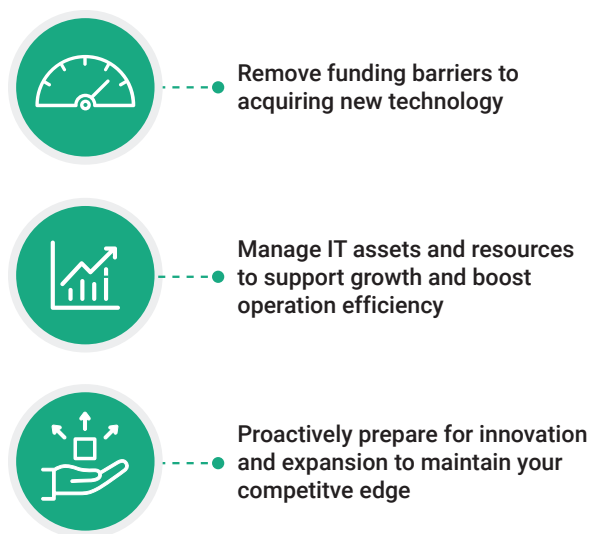 Remove funding barriers to
acquiring new technology
Manage IT assets and resources
to support growth and boost
operation efficiency
Proactively prepare for innovation
and expansion to maintain your
competitve edge